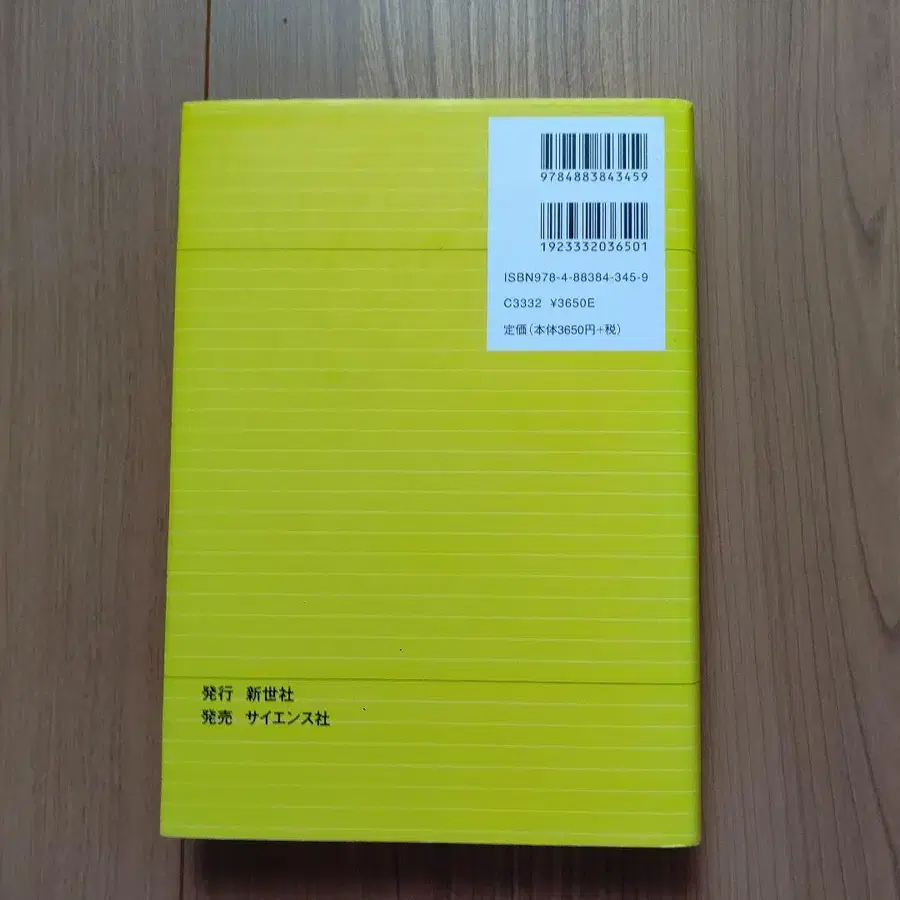 9784883843459
1923332036501
ISBN978-4-88384-345-9
C3332 ¥3650E
定価(本体3650円+税)
発行 新世社
発売 サイエンス社